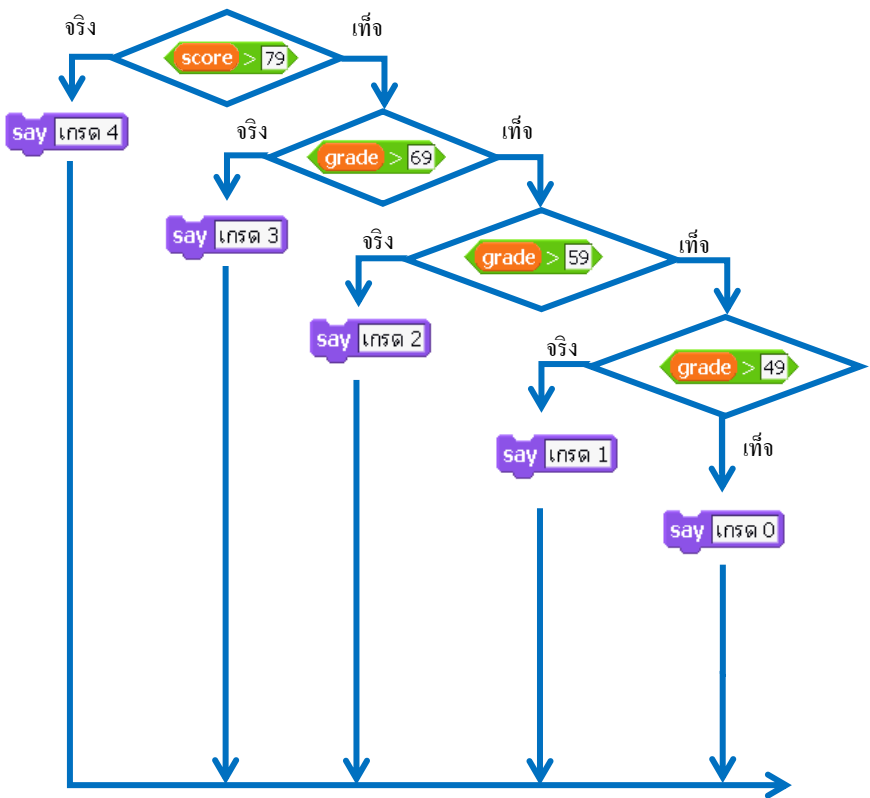 จริง
เท็จ
score > 79
say เกรด 4
จริง
เท็จ
grade > 69
say เกรด 3
จริง
เท็จ
grade > 59
say เกรด 2
จริง
grade > 49
say เกรด 1
เท็จ
say เกรด 0